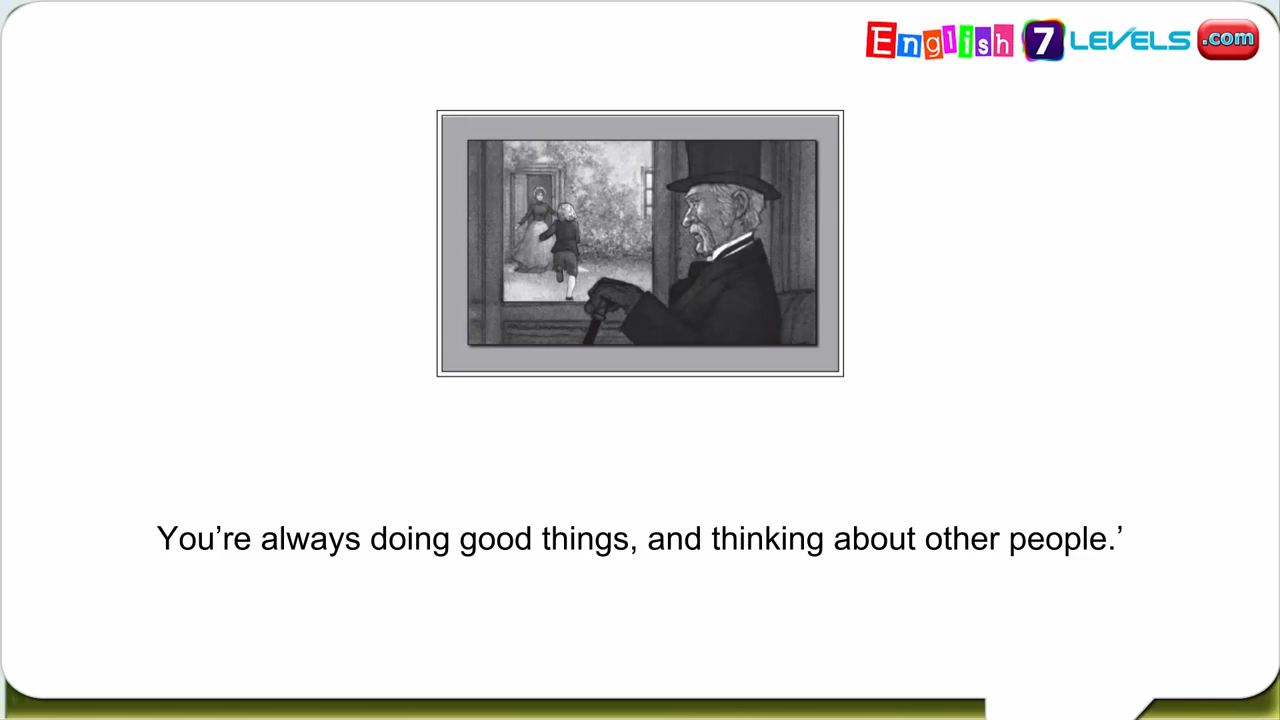 English 7 LEVELS .com
You’re always doing good things, and thinking about other people.’